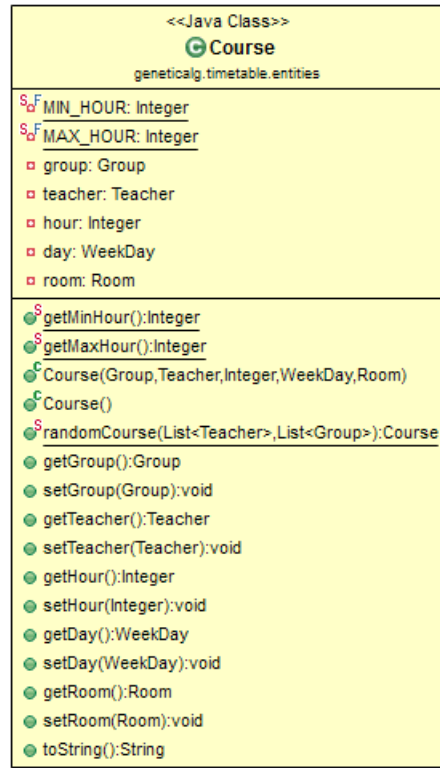 <<Java Class>>
C Course
geneticalg.timetable.entities
S F MIN_HOUR: Integer
S F MAX_HOUR: Integer
group: Group
teacher: Teacher
hour: Integer
day: WeekDay
room: Room
S getMinHour():Integer
S getMaxHour():Integer
C Course(Group,Teacher,Integer,WeekDay,Room)
C Course()
S randomCourse(List<Teacher>,List<Group>):Course
getGroup():Group
setGroup(Group):void
getTeacher():Teacher
setTeacher(Teacher):void
getHour():Integer
setHour(Integer):void
getDay():WeekDay
setDay(WeekDay):void
getRoom():Room
setRoom(Room):void
toString():String